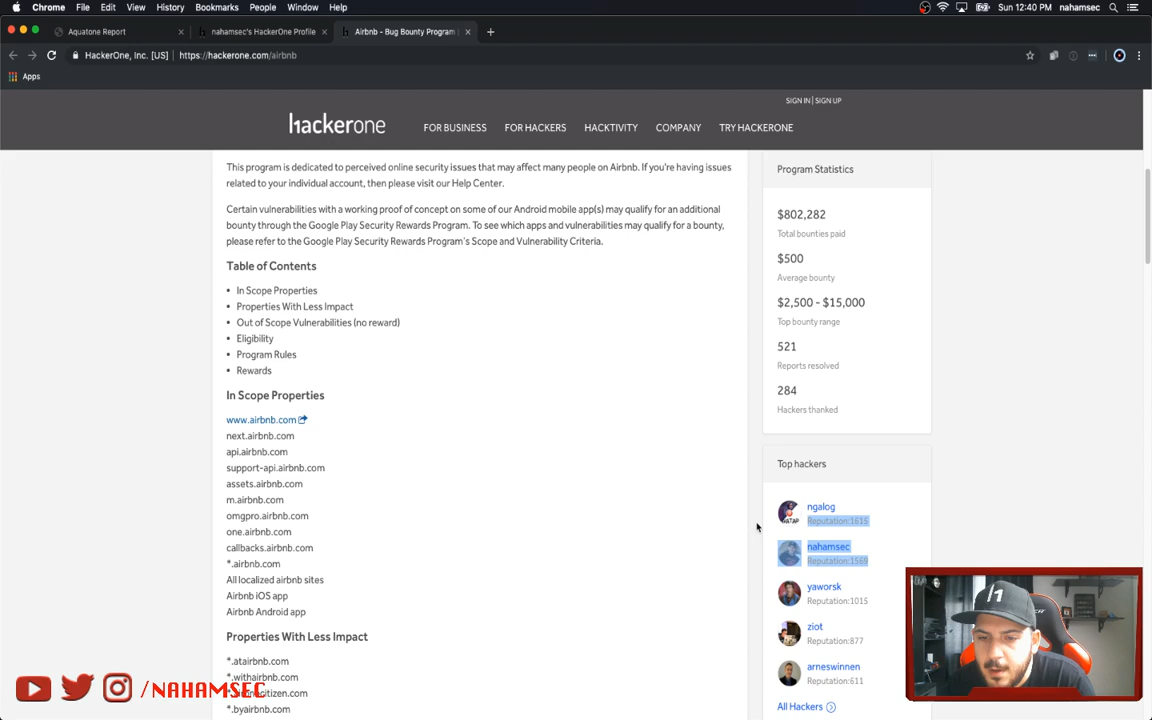 Chrome File Edit View History Bookmarks People Window Help
Sun 12:40 PM nahamsec
Aquatone Report
nahamsec's HackerOne Profile
Airbnb - Bug Bounty Program
HackerOne, Inc. [US] https://hackerone.com/airbnb
Apps
SIGN IN | SIGN UP
hackerone
FOR BUSINESS FOR HACKERS HACKTIVITY COMPANY TRY HACKERONE
This program is dedicated to perceived online security issues that may affect many people on Airbnb. If you're having issues
related to your individual account, then please visit our Help Center.
Certain vulnerabilities with a working proof of concept on some of our Android mobile app(s) may qualify for an additional
bounty through the Google Play Security Rewards Program. To see which apps and vulnerabilities may qualify for a bounty,
please refer to the Google Play Security Rewards Program's Scope and Vulnerability Criteria.
Table of Contents
In Scope Properties
Properties With Less Impact
Out of Scope Vulnerabilities (no reward)
Eligibility
Program Rules
Rewards
In Scope Properties
www.airbnb.com
next.airbnb.com
api.airbnb.com
support-api.airbnb.com
assets.airbnb.com
m.airbnb.com
omgpro.airbnb.com
one.airbnb.com
callbacks.airbnb.com
*.airbnb.com
All localized airbnb sites
Airbnb iOS app
Airbnb Android app
Properties With Less Impact
*.atairbnb.com
*.withairbnb.com
*.byairbnb.com
Program Statistics
$802,282
Total bounties paid
$500
Average bounty
$2,500 - $15,000
Top bounty range
521
Reports resolved
284
Hackers thanked
Top hackers
ngalog
Reputation:1615
nahamsec
Reputation:1569
yaworsk
Reputation:1015
ziot
Reputation:877
arneswinnen
Reputation:611
All Hackers
/NAHAMSEC